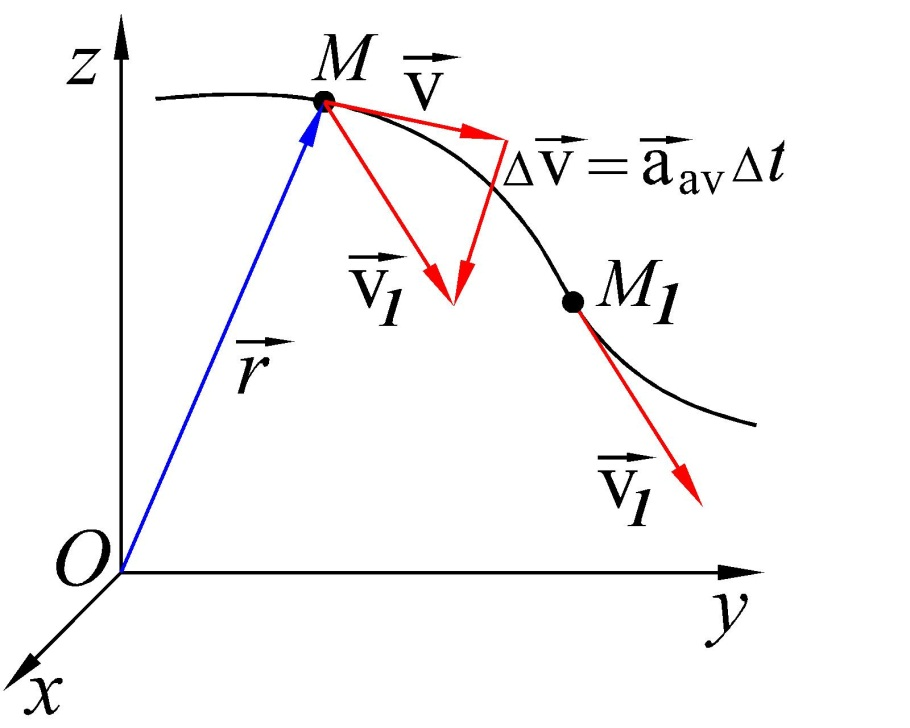 z
M
v⃗
Δv⃗ = a⃗av Δt
v⃗1
M1
r⃗
v⃗1
O
y
x